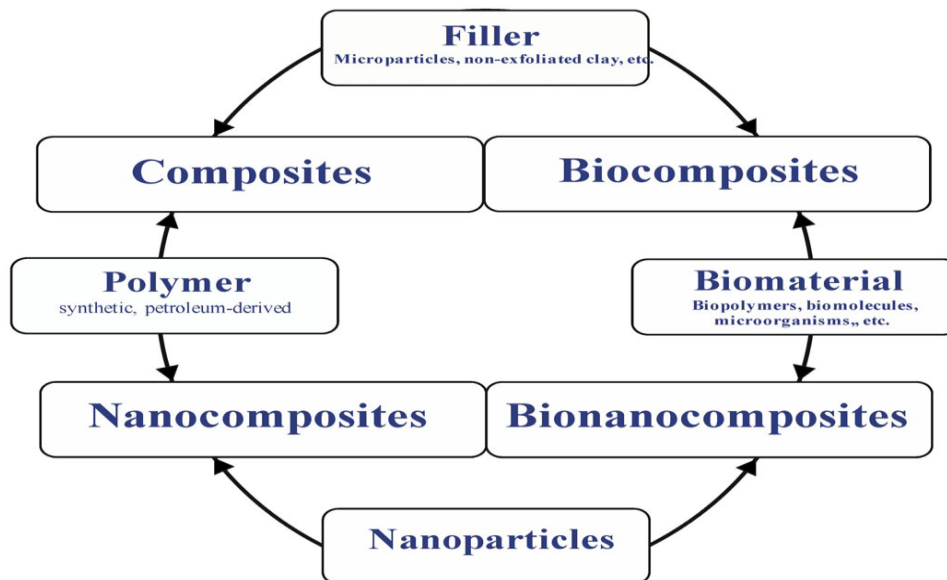 Filler
Microparticles, non-exfoliated clay, etc.
Composites
Biocomposites
Polymer
synthetic, petroleum-derived
Biomaterial
Biopolymers, biomolecules,
microorganisms,, etc.
Nanocomposites
Bionanocomposites
Nanoparticles